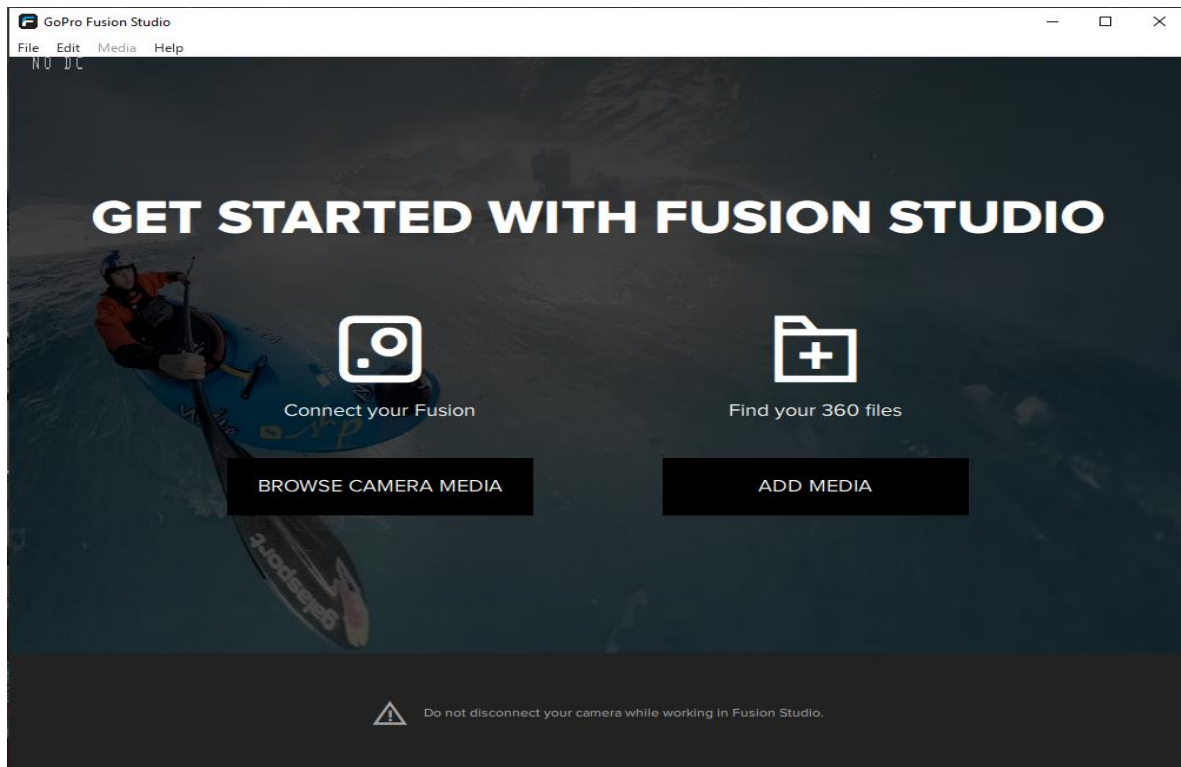 GoPro Fusion Studio
File Edit Media Help
NO DC
GET STARTED WITH FUSION STUDIO
Connect your Fusion
Find your 360 files
BROWSE CAMERA MEDIA
ADD MEDIA
galasport
Do not disconnect your camera while working in Fusion Studio.